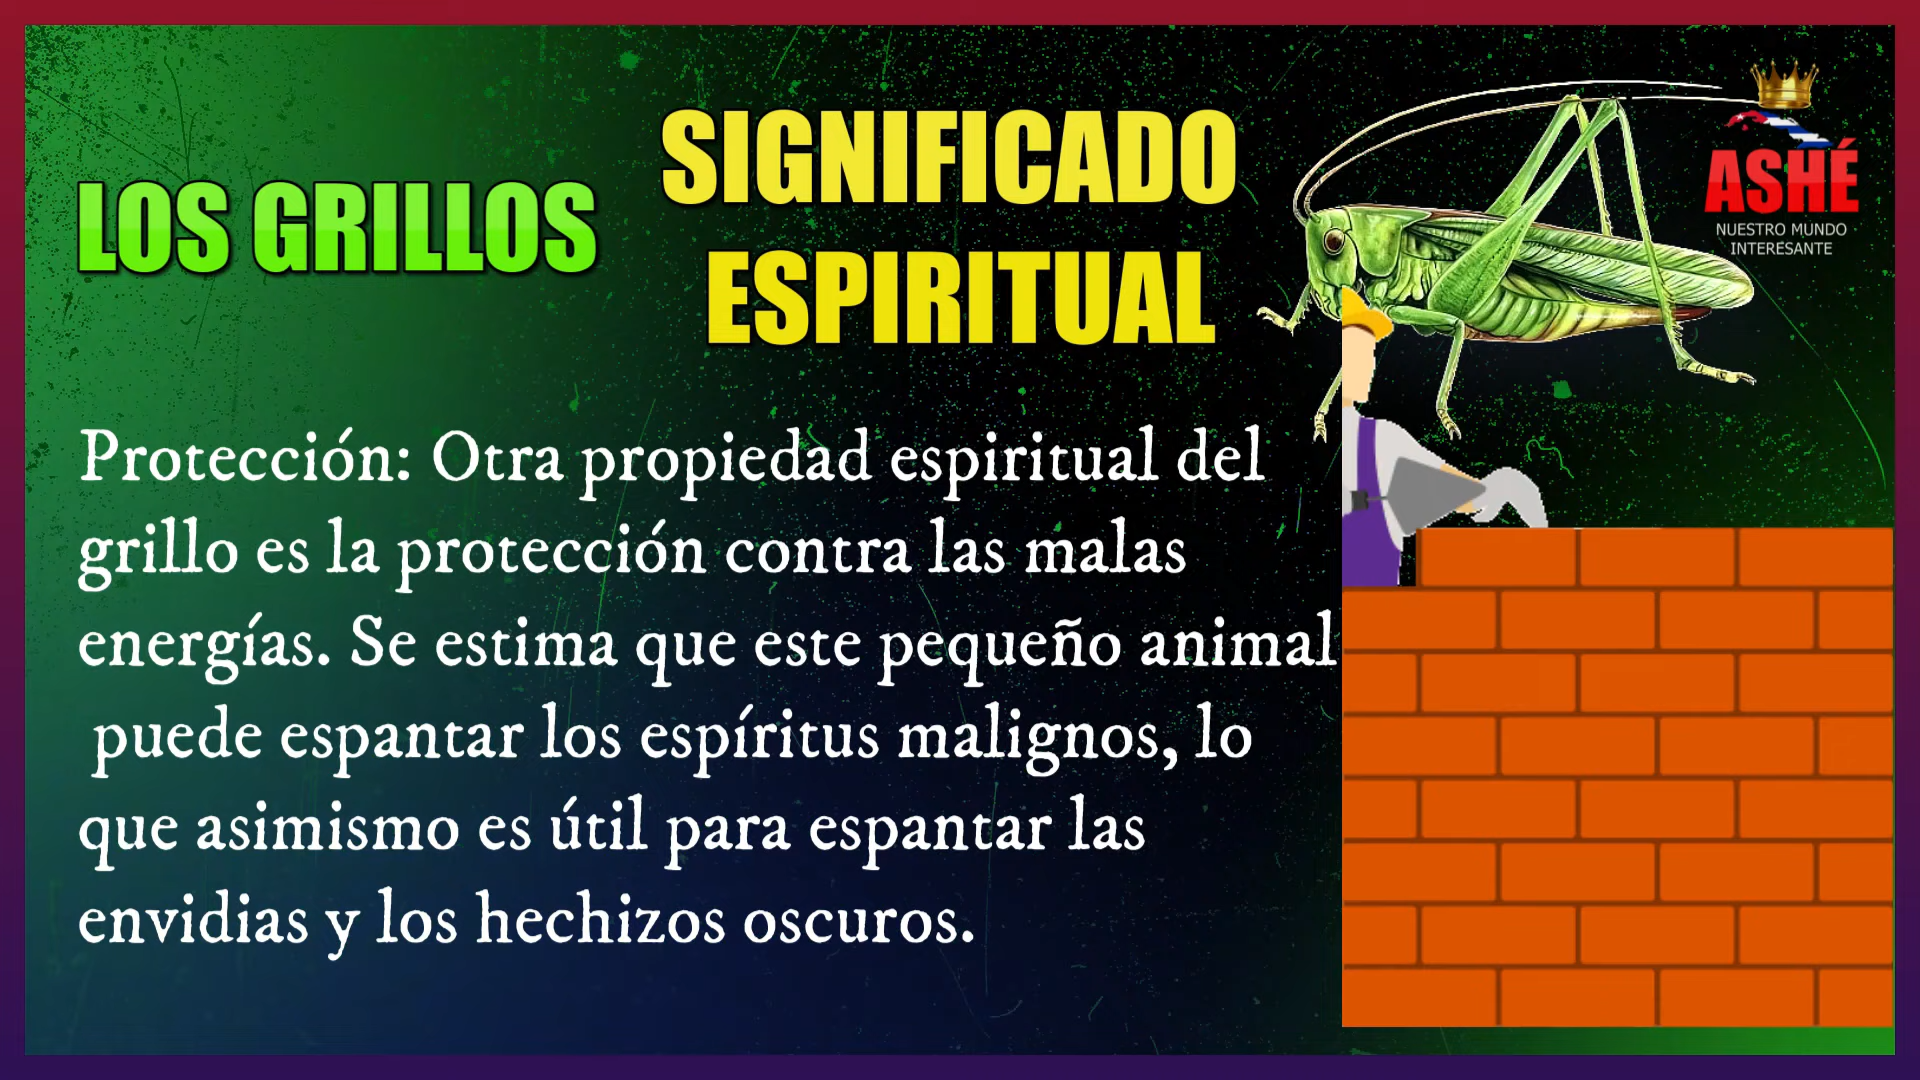 LOS GRILLOS
SIGNIFICADO
ESPIRITUAL
ASHÉ
NUESTRO MUNDO
INTERESANTE
Protección: Otra propiedad espiritual del
grillo es la protección contra las malas
energías. Se estima que este pequeño animal
puede espantar los espíritus malignos, lo
que asimismo es útil para espantar las
envidias y los hechizos oscuros.